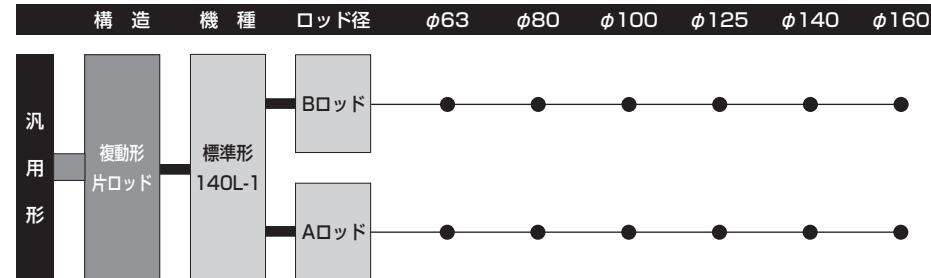 構 造 機 種 ロッド径 φ63 φ80 φ100 φ125 φ140 φ160
汎用形
複動形
片ロッド
標準形
140L-1
Bロッド
Aロッド